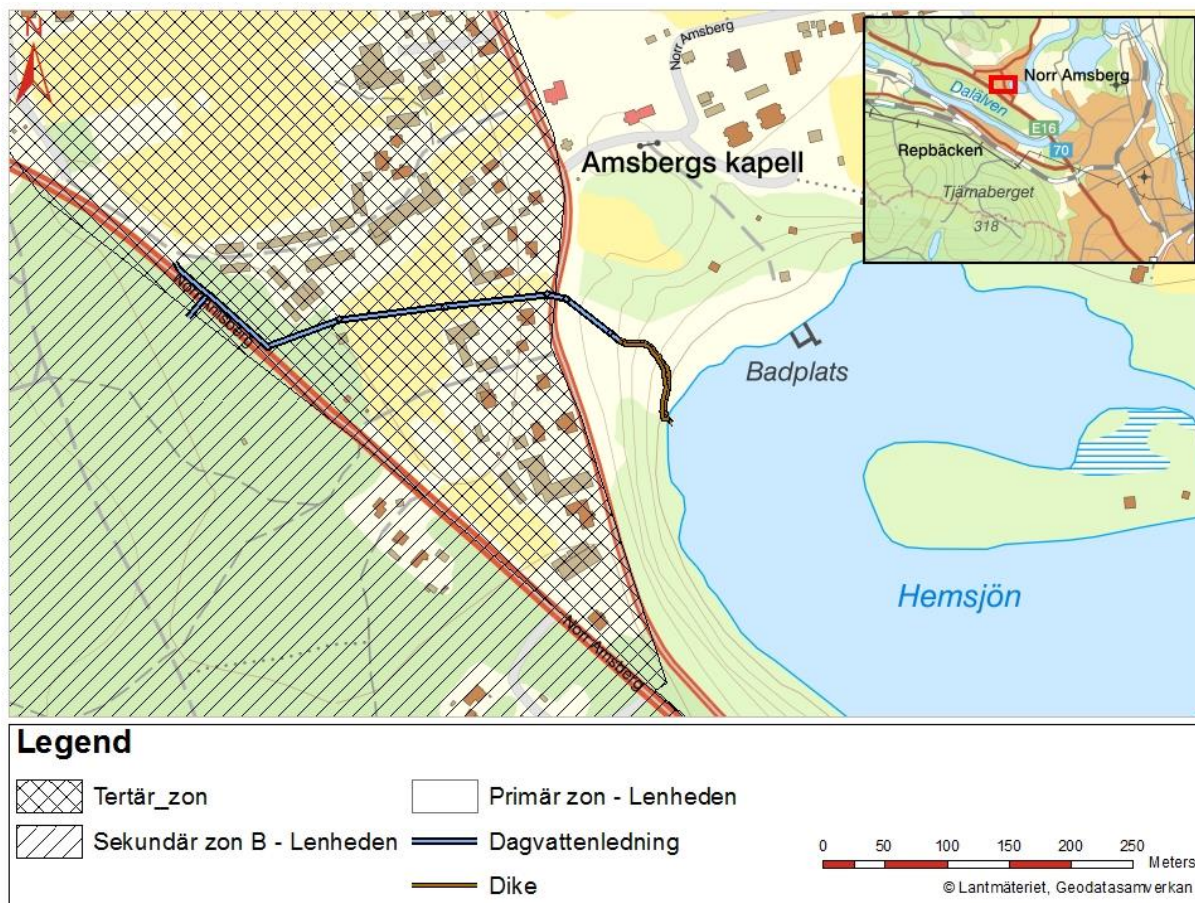 N
Norr Amsberg
Amsbergs kapell
Norr Amsberg
Dalälven
E16
70
Repbäcken
Tjärnaberget
318
Norr Amsberg
Badplats
Hemsjön
Norr Amsberg
Legend
Tertär_zon
Primär zon - Lenheden
Sekundär zon B - Lenheden
Dagvattenledning
Dike
0 50 100 150 200 250
Meters
© Lantmäteriet, Geodatasamverkan